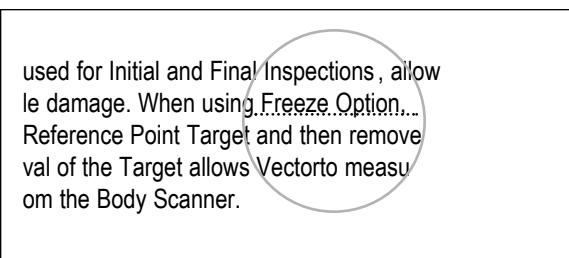 used for Initial and Final Inspections , allow
le damage. When using Freeze Option,
Reference Point Target and then remove
val of the Target allows Vectorto measu
om the Body Scanner.